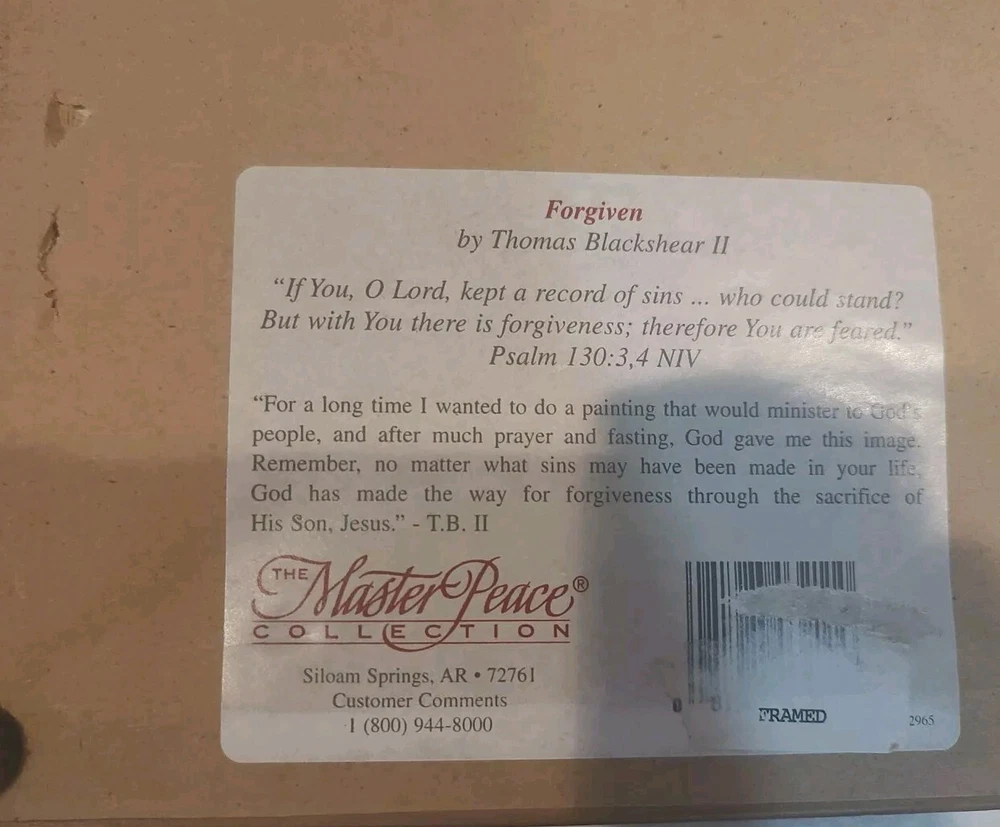 Forgiven
by Thomas Blackshear II
“If You, O Lord, kept a record of sins ... who could stand?
But with You there is forgiveness; therefore You are feared.”
Psalm 130:3,4 NIV
“For a long time I wanted to do a painting that would minister to God's
people, and after much prayer and fasting, God gave me this image.
Remember, no matter what sins may have been made in your life,
God has made the way for forgiveness through the sacrifice of
His Son, Jesus.” - T.B. II
THE MasterPeace®
COLLECTION
Siloam Springs, AR • 72761
Customer Comments
1 (800) 944-8000
0
FRAMED
2965